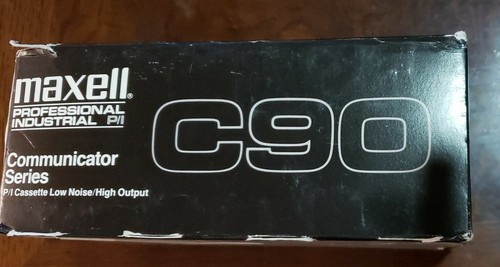 maxell®
PROFESSIONAL
INDUSTRIAL P/I
Communicator
Series
P/I Cassette Low Noise/High Output
C90